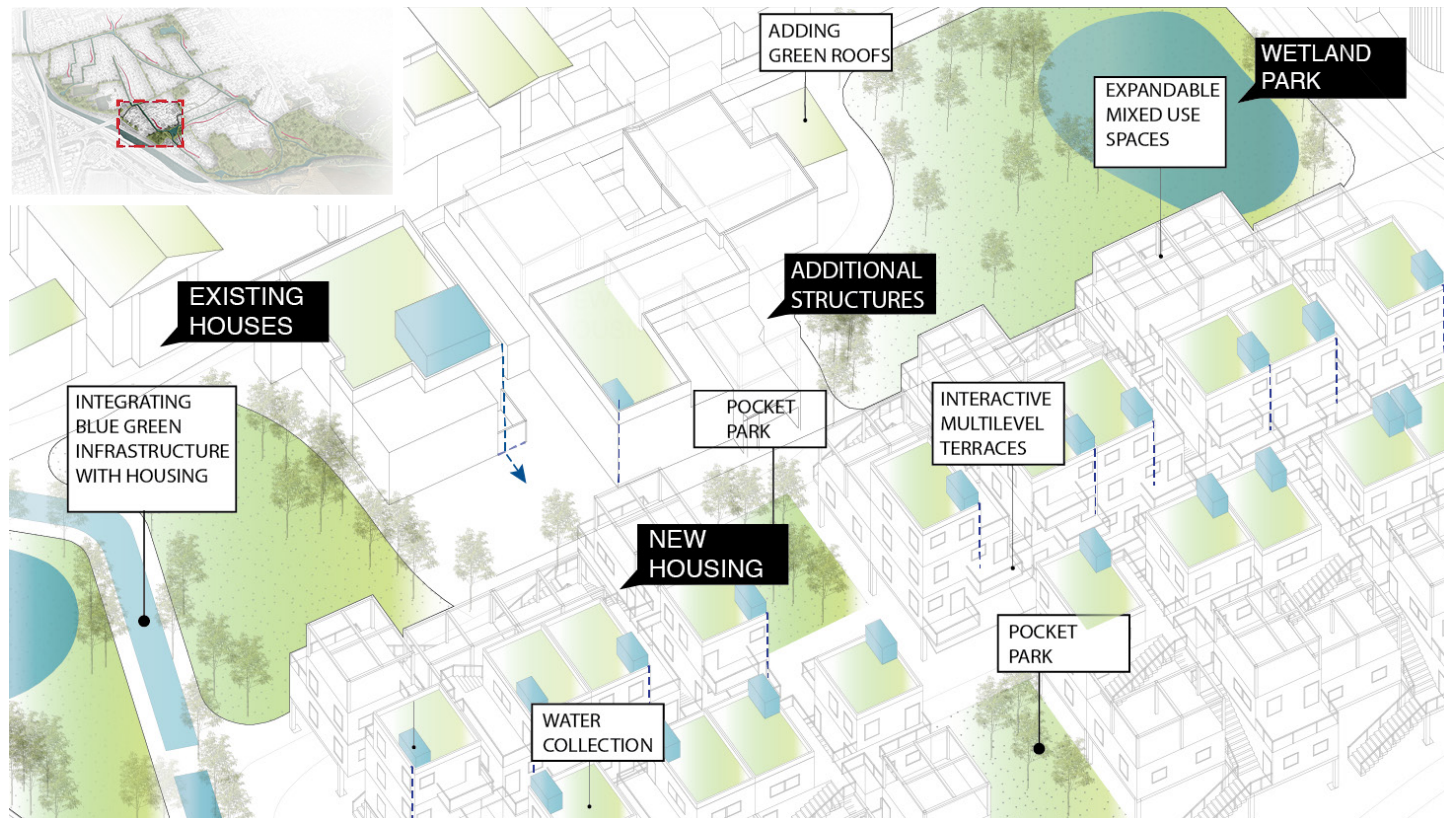 ADDING
GREEN ROOFS
WETLAND
PARK
EXPANDABLE
MIXED USE
SPACES
ADDITIONAL
STRUCTURES
EXISTING
HOUSES
INTEGRATING
BLUE GREEN
INFRASTRUCTURE
WITH HOUSING
POCKET
PARK
INTERACTIVE
MULTILEVEL
TERRACES
NEW
HOUSING
POCKET
PARK
WATER
COLLECTION